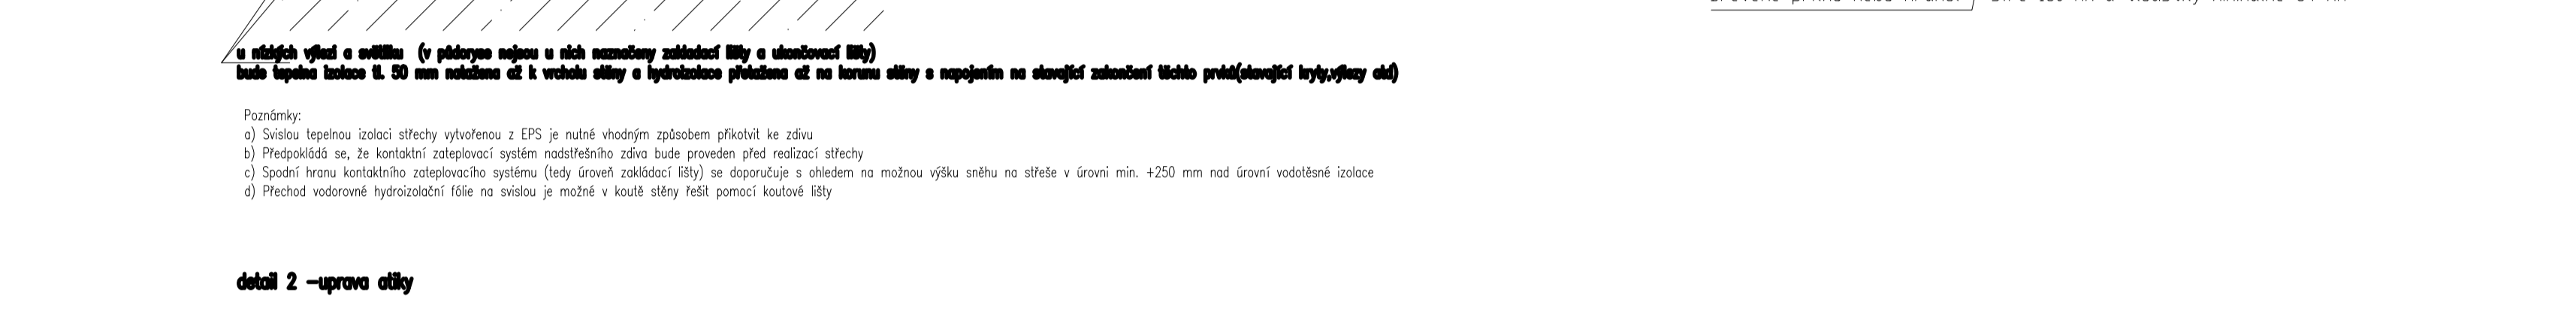 u nízkých výlezů a světlíku (v půdoryse nejsou u nich naznačeny zakladací lišty a ukončovací lišty)
bude tepelna izolace tl. 50 mm natažena až k vrcholu stěny a hydroizolace přetažena až na korunu stěny s napojením na stavající zakončení těchto prvků(stavající kryty,výlezy atd)
Poznámky:
a) Svislou tepelnou izolaci střechy vytvořenou z EPS je nutné vhodným způsobem přikotvit ke zdivu
b) Předpokládá se, že kontaktní zateplovací systém nadstřešního zdiva bude proveden před realizací střechy
c) Spodní hranu kontaktního zateplovacího systému (tedy úroveň zakládací lišty) se doporučuje s ohledem na možnou výšku sněhu na střeše v úrovni min. +250 mm nad úrovní vodotěsné izolace
d) Přechod vodorovné hydroizolační fólie na svislou je možné v koutě stěny řešit pomocí koutové lišty
detail 2 -uprava atiky